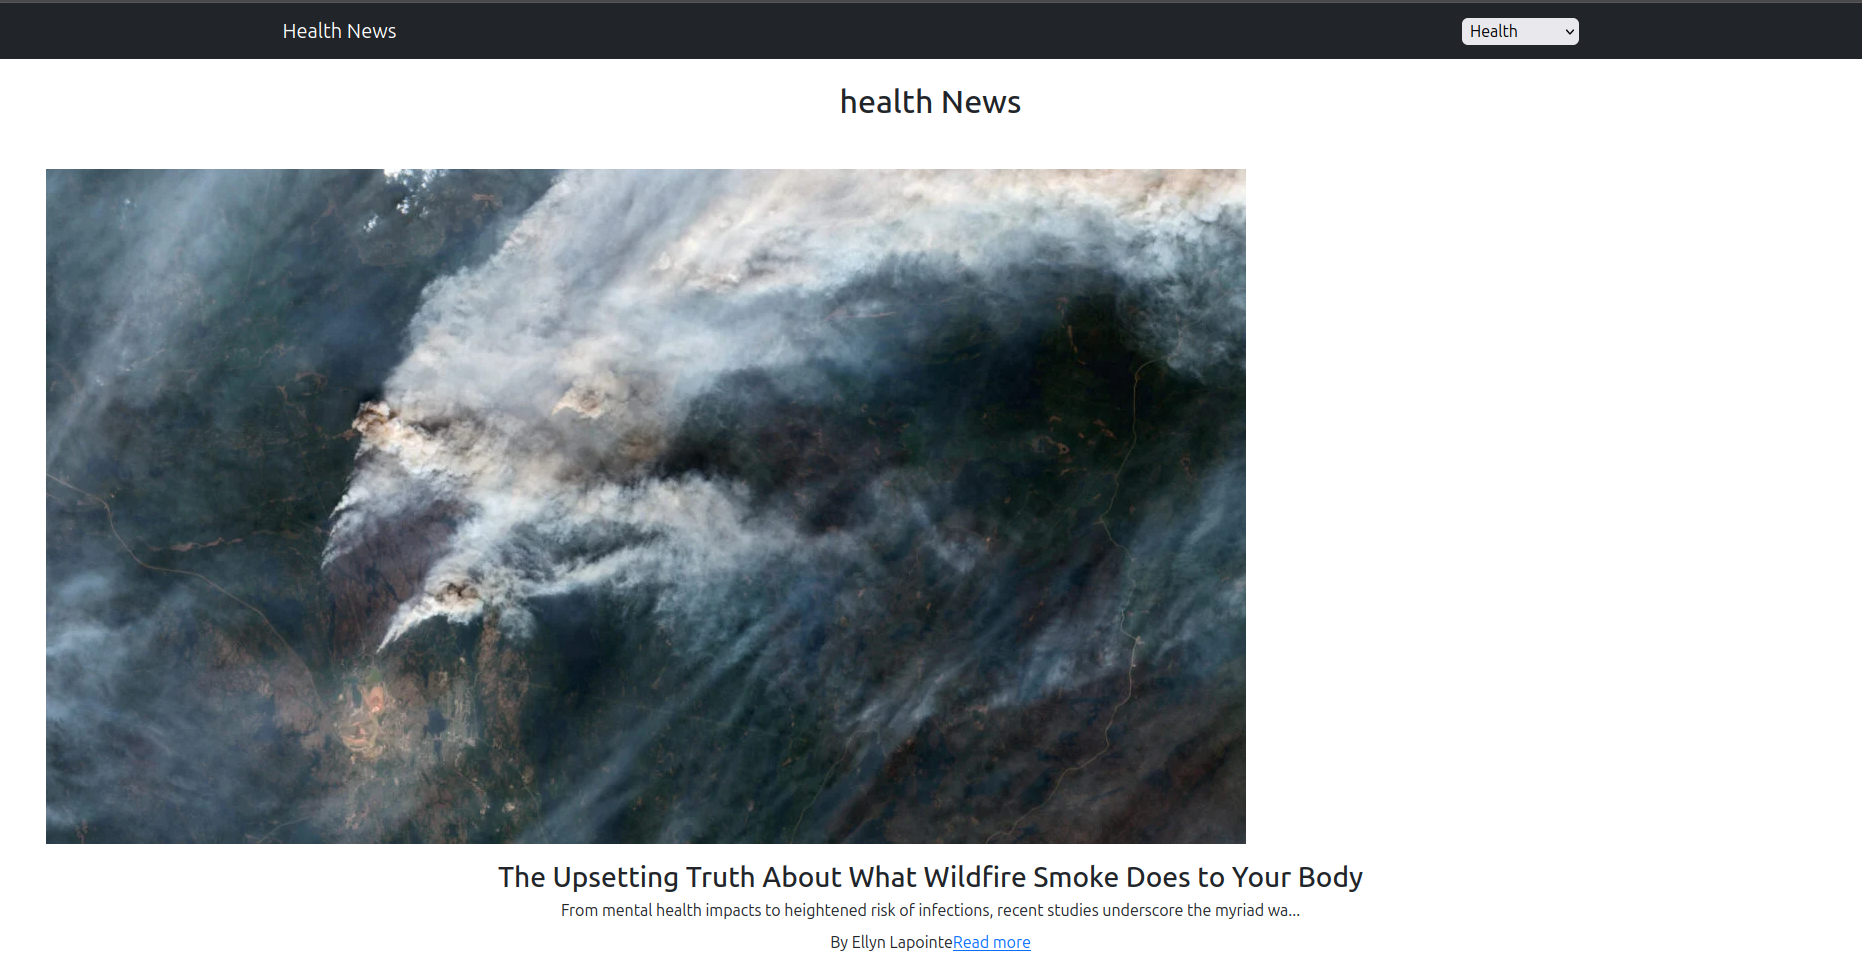 Health News
Health
health News
The Upsetting Truth About What Wildfire Smoke Does to Your Body
From mental health impacts to heightened risk of infections, recent studies underscore the myriad wa...
By Ellyn LapointeRead more